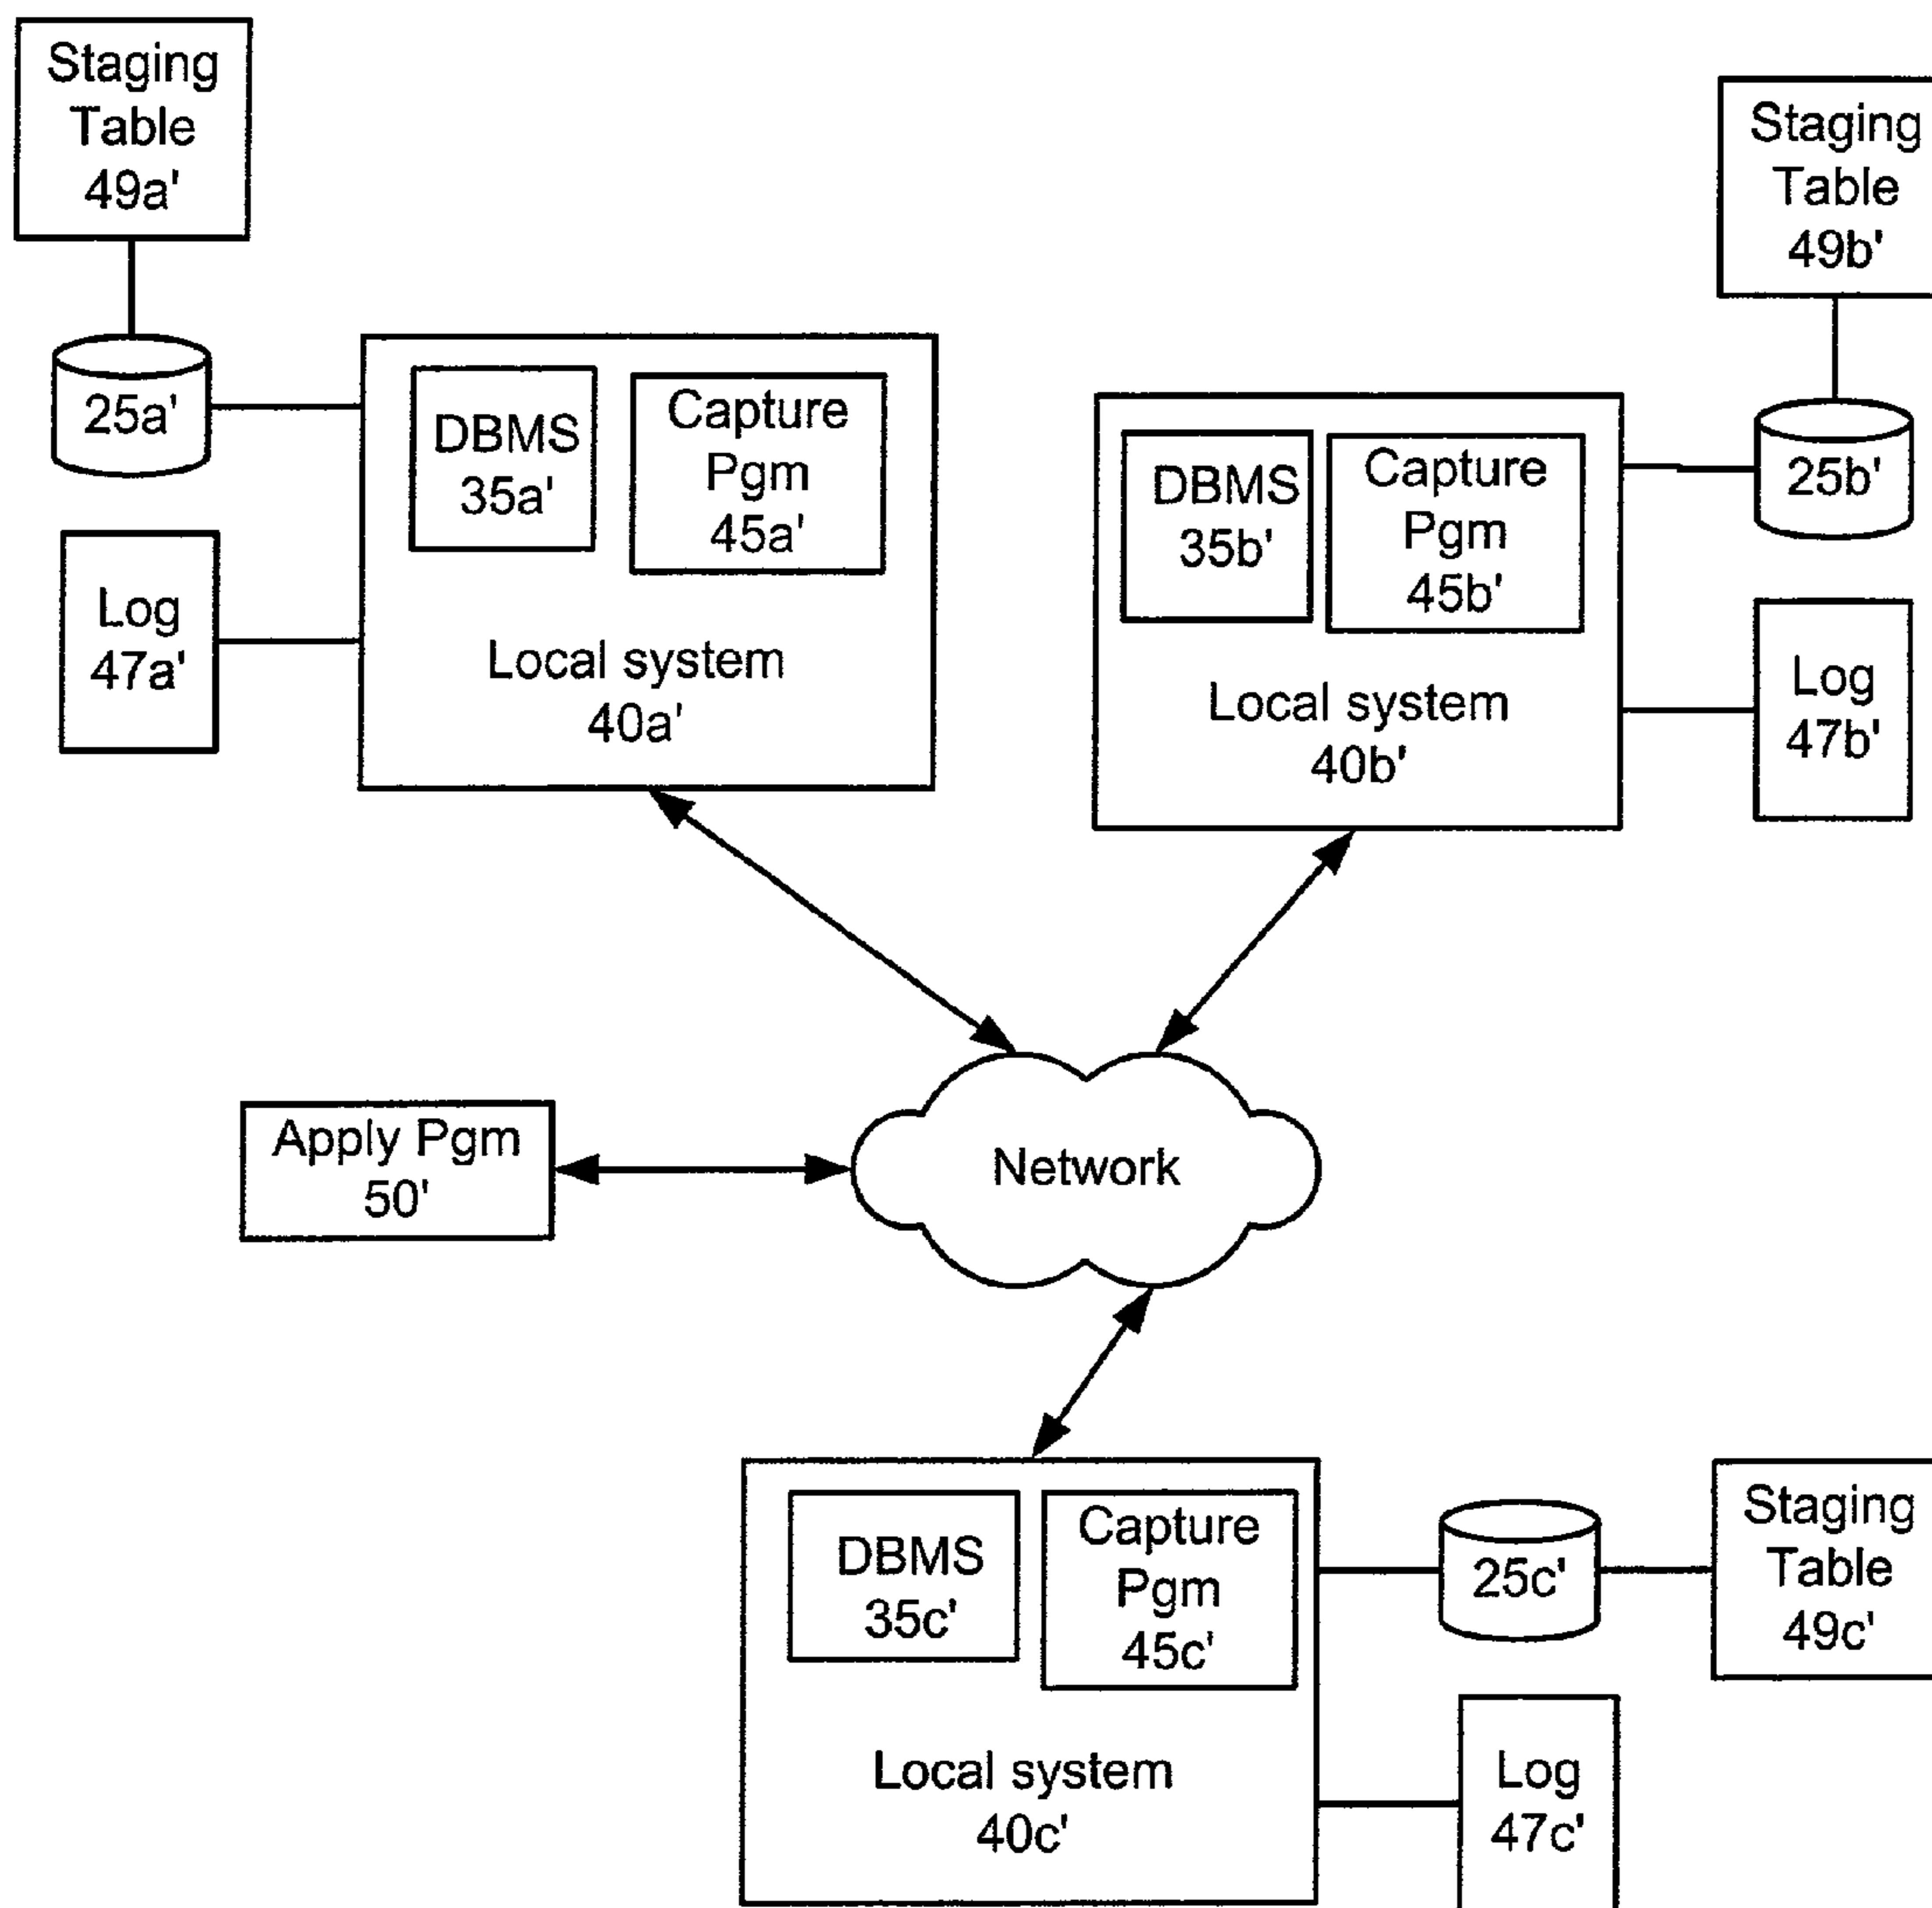 Staging
Table
49a'
Staging
Table
49b'
25a'
DBMS
35a'
Capture
Pgm
45a'
Log
47a'
Local system
40a'
DBMS
35b'
Capture
Pgm
45b'
25b'
Local system
40b'
Log
47b'
Apply Pgm
50'
Network
DBMS
35c'
Capture
Pgm
45c'
25c'
Staging
Table
49c'
Local system
40c'
Log
47c'